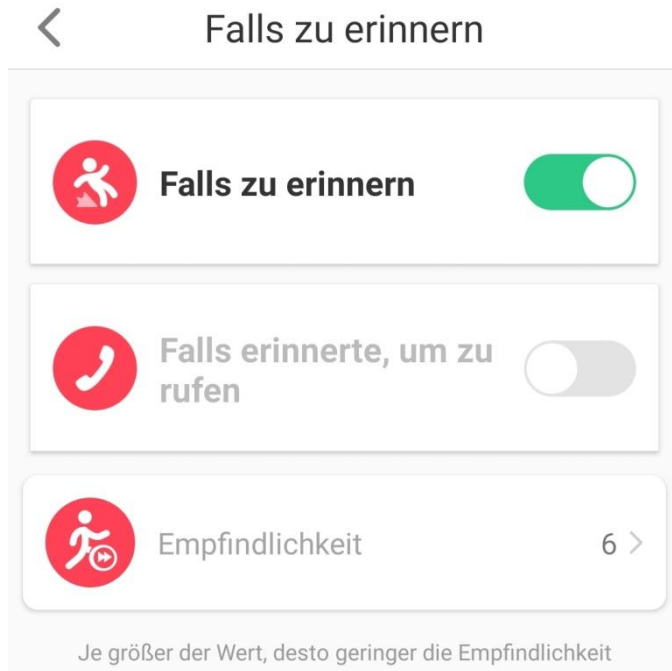 Falls zu erinnern
Falls zu erinnern
Falls erinnerte, um zu
rufen
Empfindlichkeit 6
Je größer der Wert, desto geringer die Empfindlichkeit